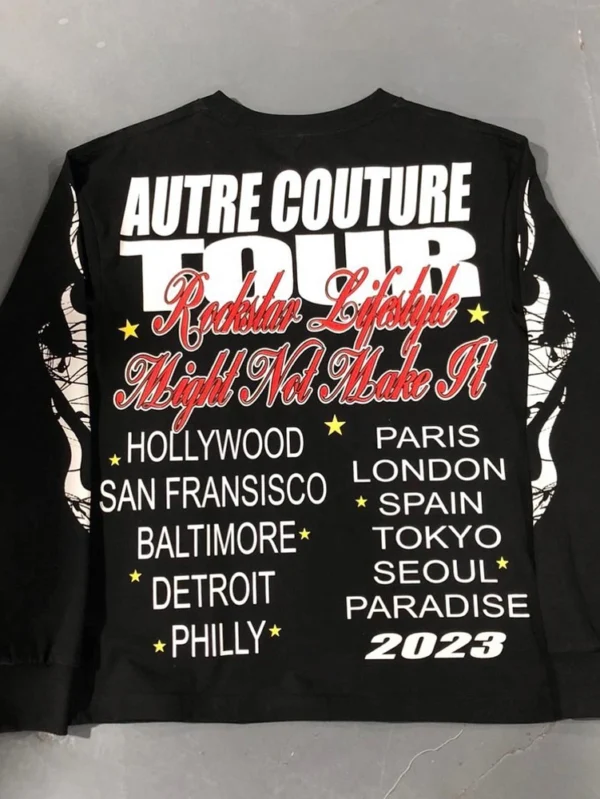 AUTRE COUTURE
TOUR
Rockstar Lifestyle
Might Not Make It
HOLLYWOOD
SAN FRANSISCO
BALTIMORE
DETROIT
PHILLY
PARIS
LONDON
SPAIN
TOKYO
SEOUL
PARADISE
2023